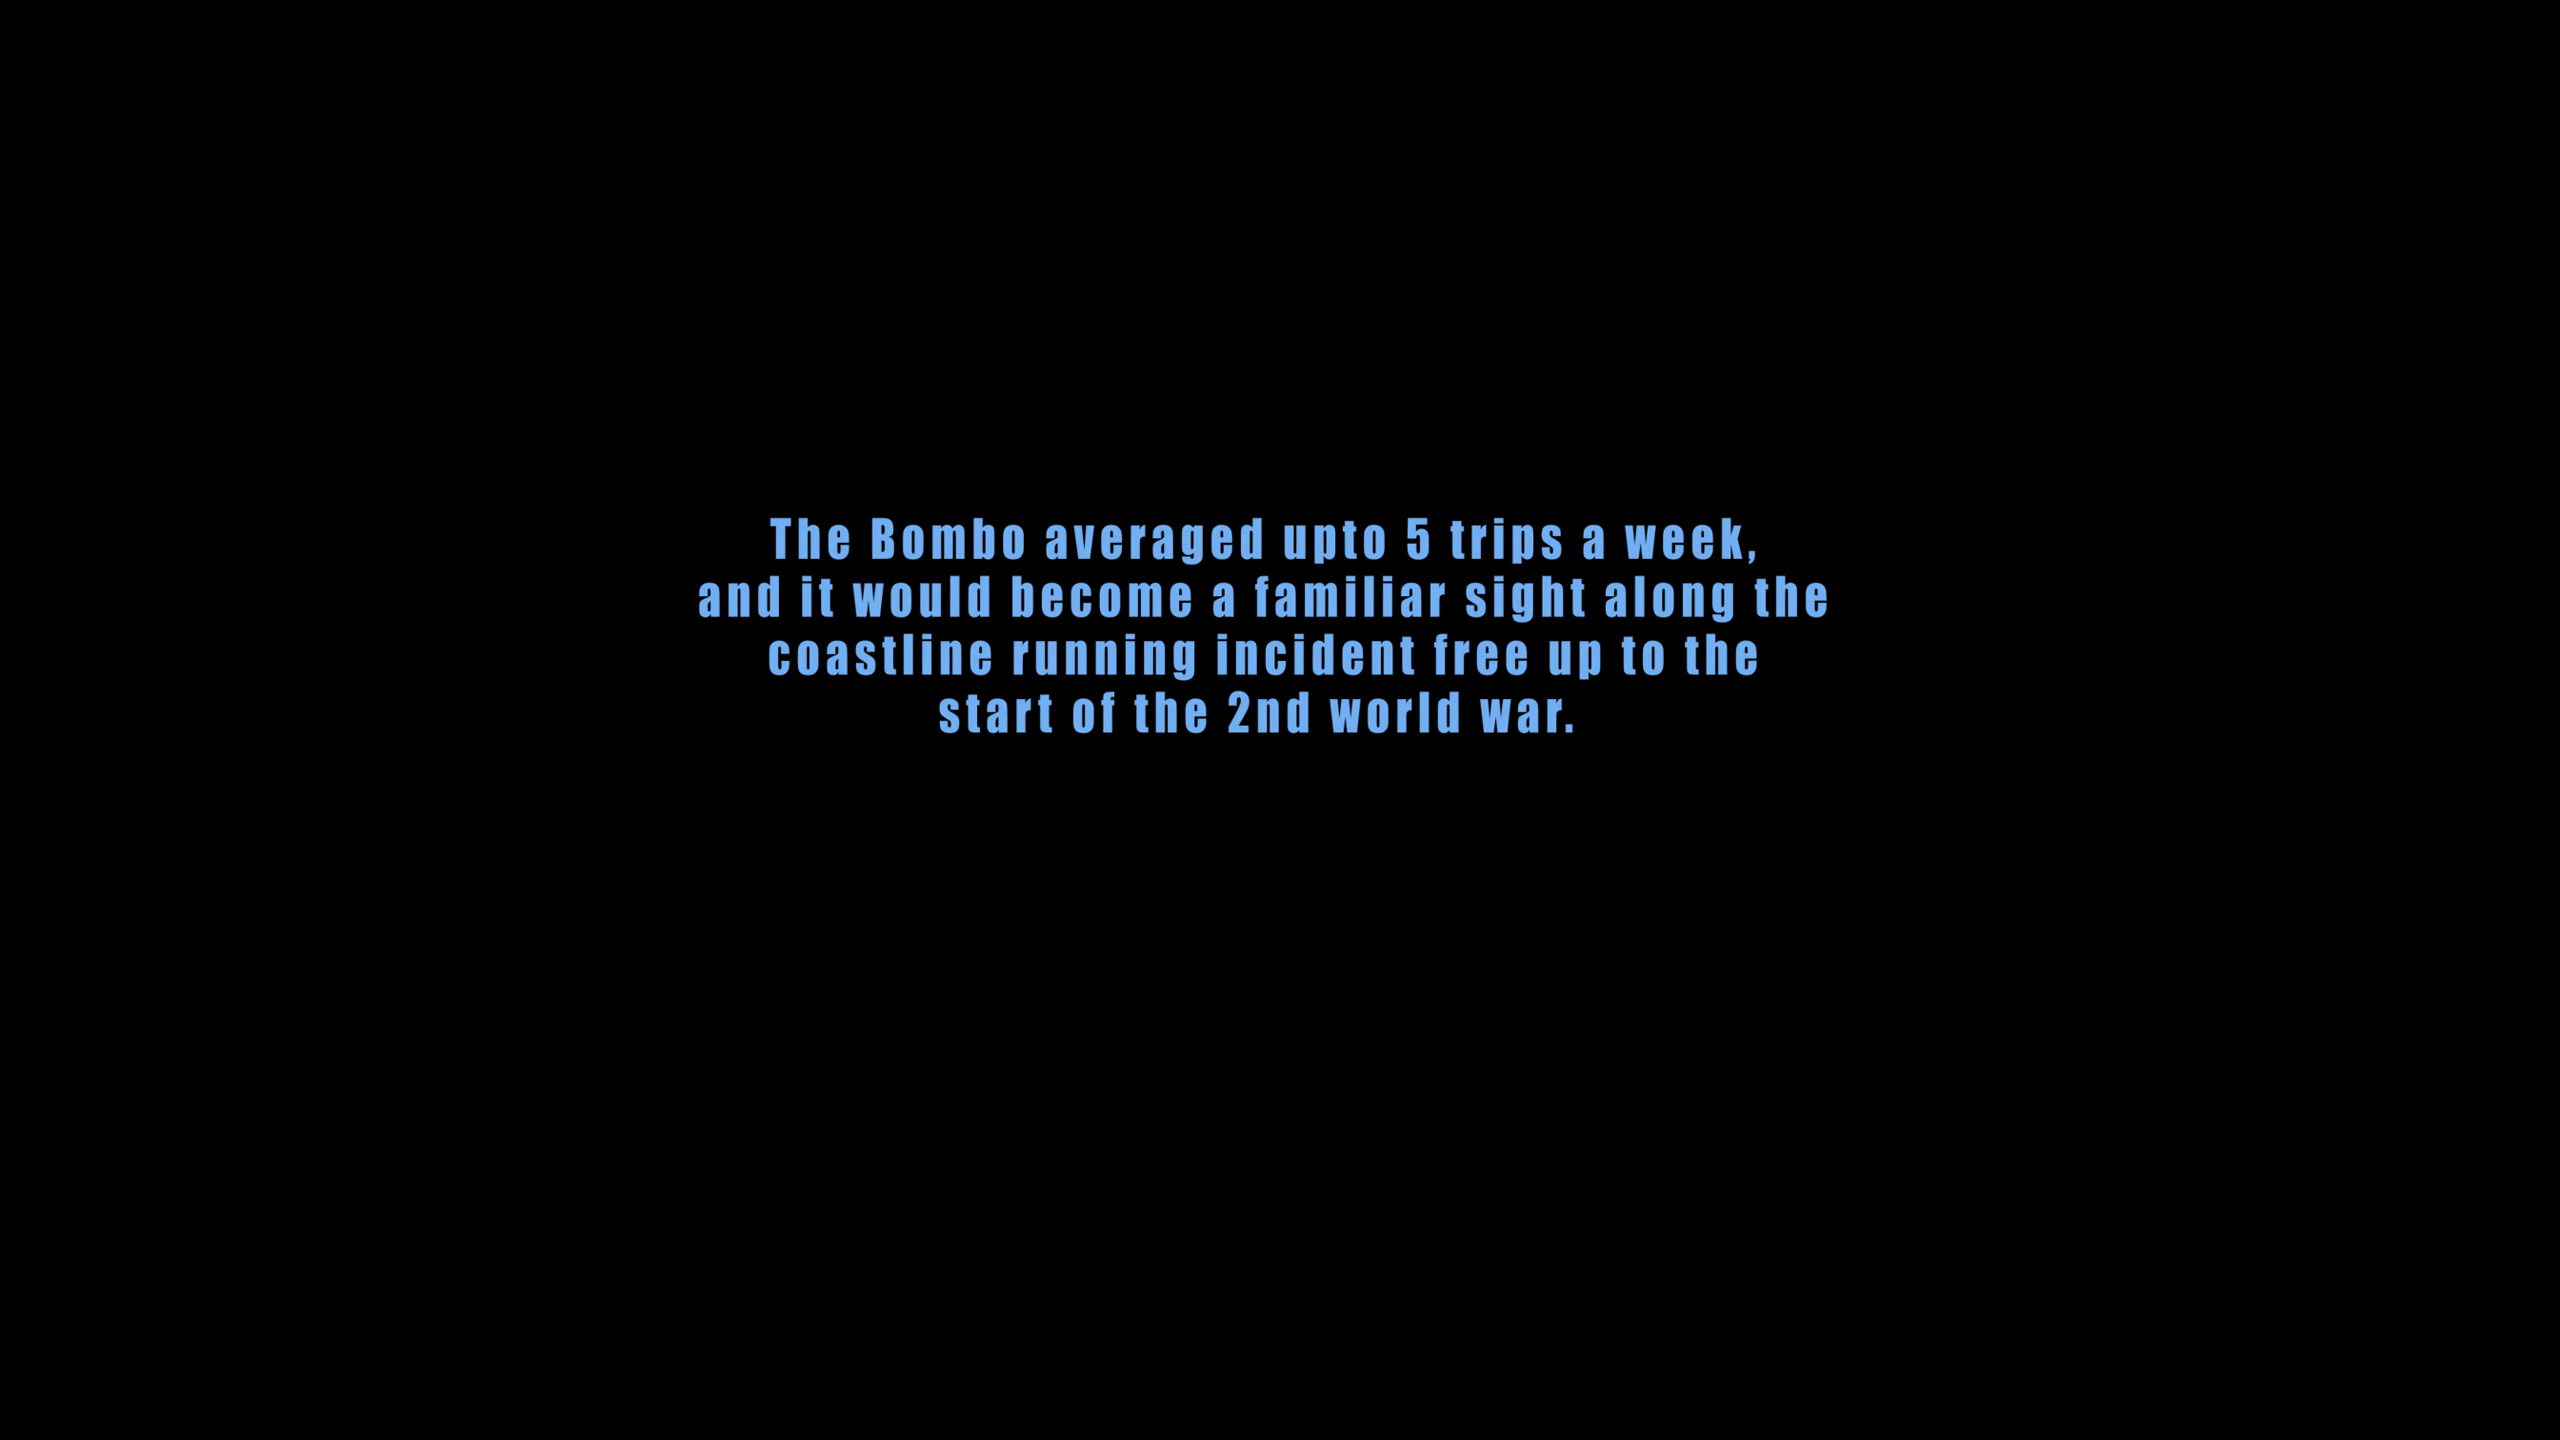 The Bombo averaged upto 5 trips a week,
and it would become a familiar sight along the
coastline running incident free up to the
start of the 2nd world war.